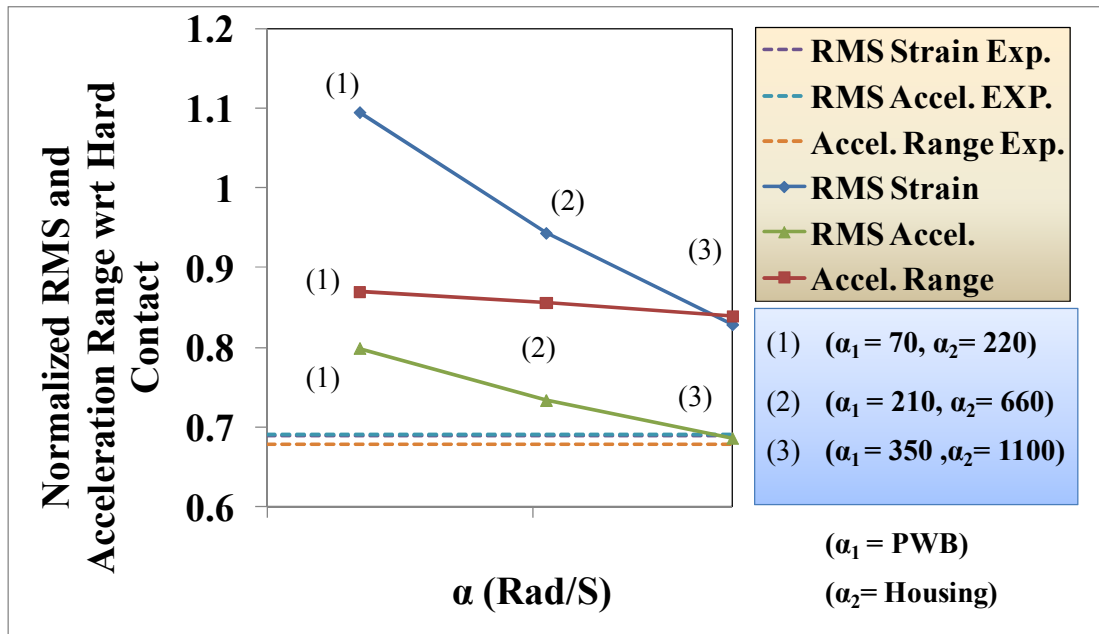 Normalized RMS and
Acceleration Range wrt Hard
Contact
1.2
1.1
1
0.9
0.8
0.7
0.6
(1)
(2)
(3)
(1)
(2)
(1)
(3)
α (Rad/S)
RMS Strain Exp.
RMS Accel. EXP.
Accel. Range Exp.
RMS Strain
RMS Accel.
Accel. Range
(1) (α₁ = 70, α₂= 220)
(2) (α₁ = 210, α₂= 660)
(3) (α₁ = 350 ,α₂= 1100)
(α₁ = PWB)
(α₂= Housing)